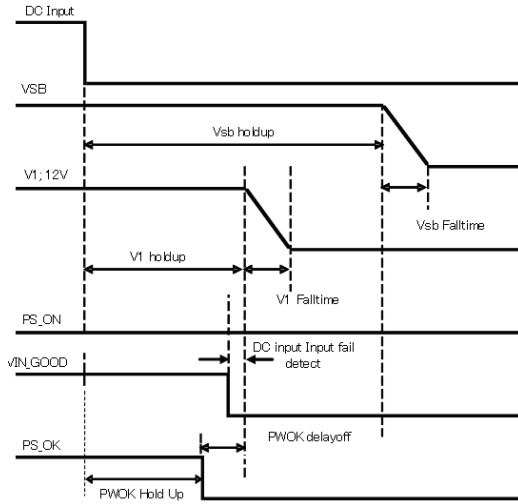 DC Input
VSB
Vsb holdup
V1; 12V
Vsb Falltime
V1 holdup
V1 Falltime
PS_ON
DC input Input fail
detect
VIN_GOOD
PWOK delayoff
PS_OK
PWOK Hold Up